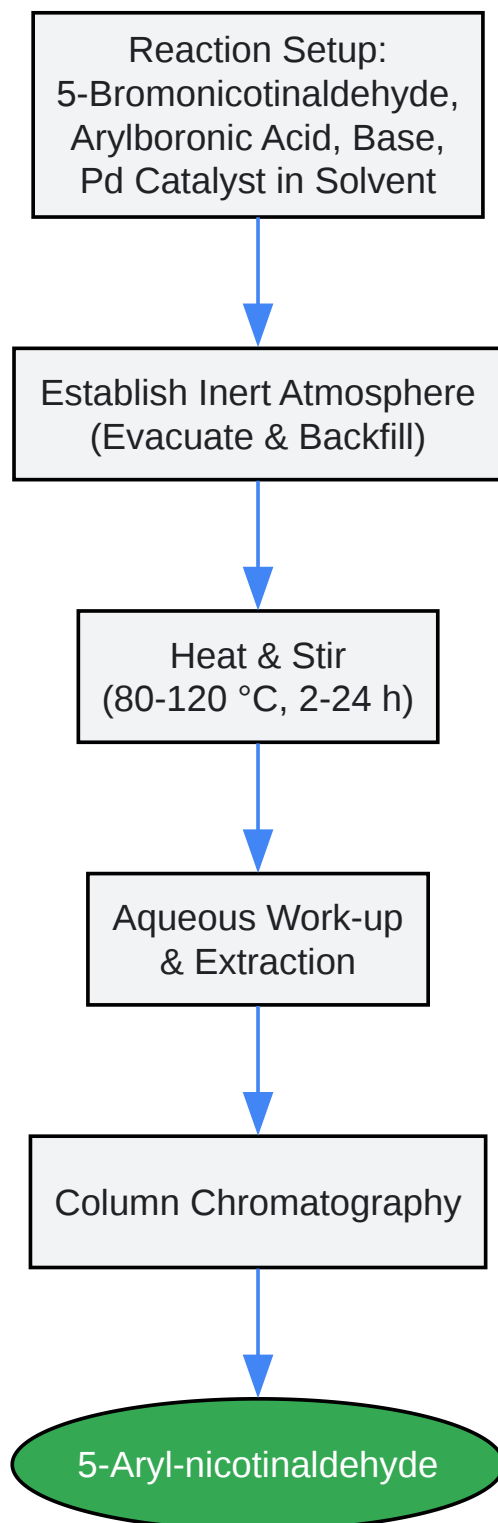 Reaction Setup:
5-Bromonicotinaldehyde,
Arylboronic Acid, Base,
Pd Catalyst in Solvent
Establish Inert Atmosphere
(Evacuate & Backfill)
Heat & Stir
(80-120 °C, 2-24 h)
Aqueous Work-up
& Extraction
Column Chromatography
5-Aryl-nicotinaldehyde